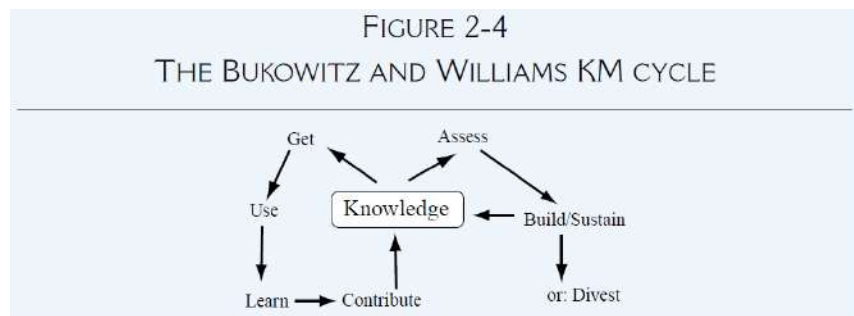 FIGURE 2-4
THE BUKOWITZ AND WILLIAMS KM CYCLE
Get
Assess
Use
Knowledge
Build/Sustain
Learn
Contribute
or: Divest